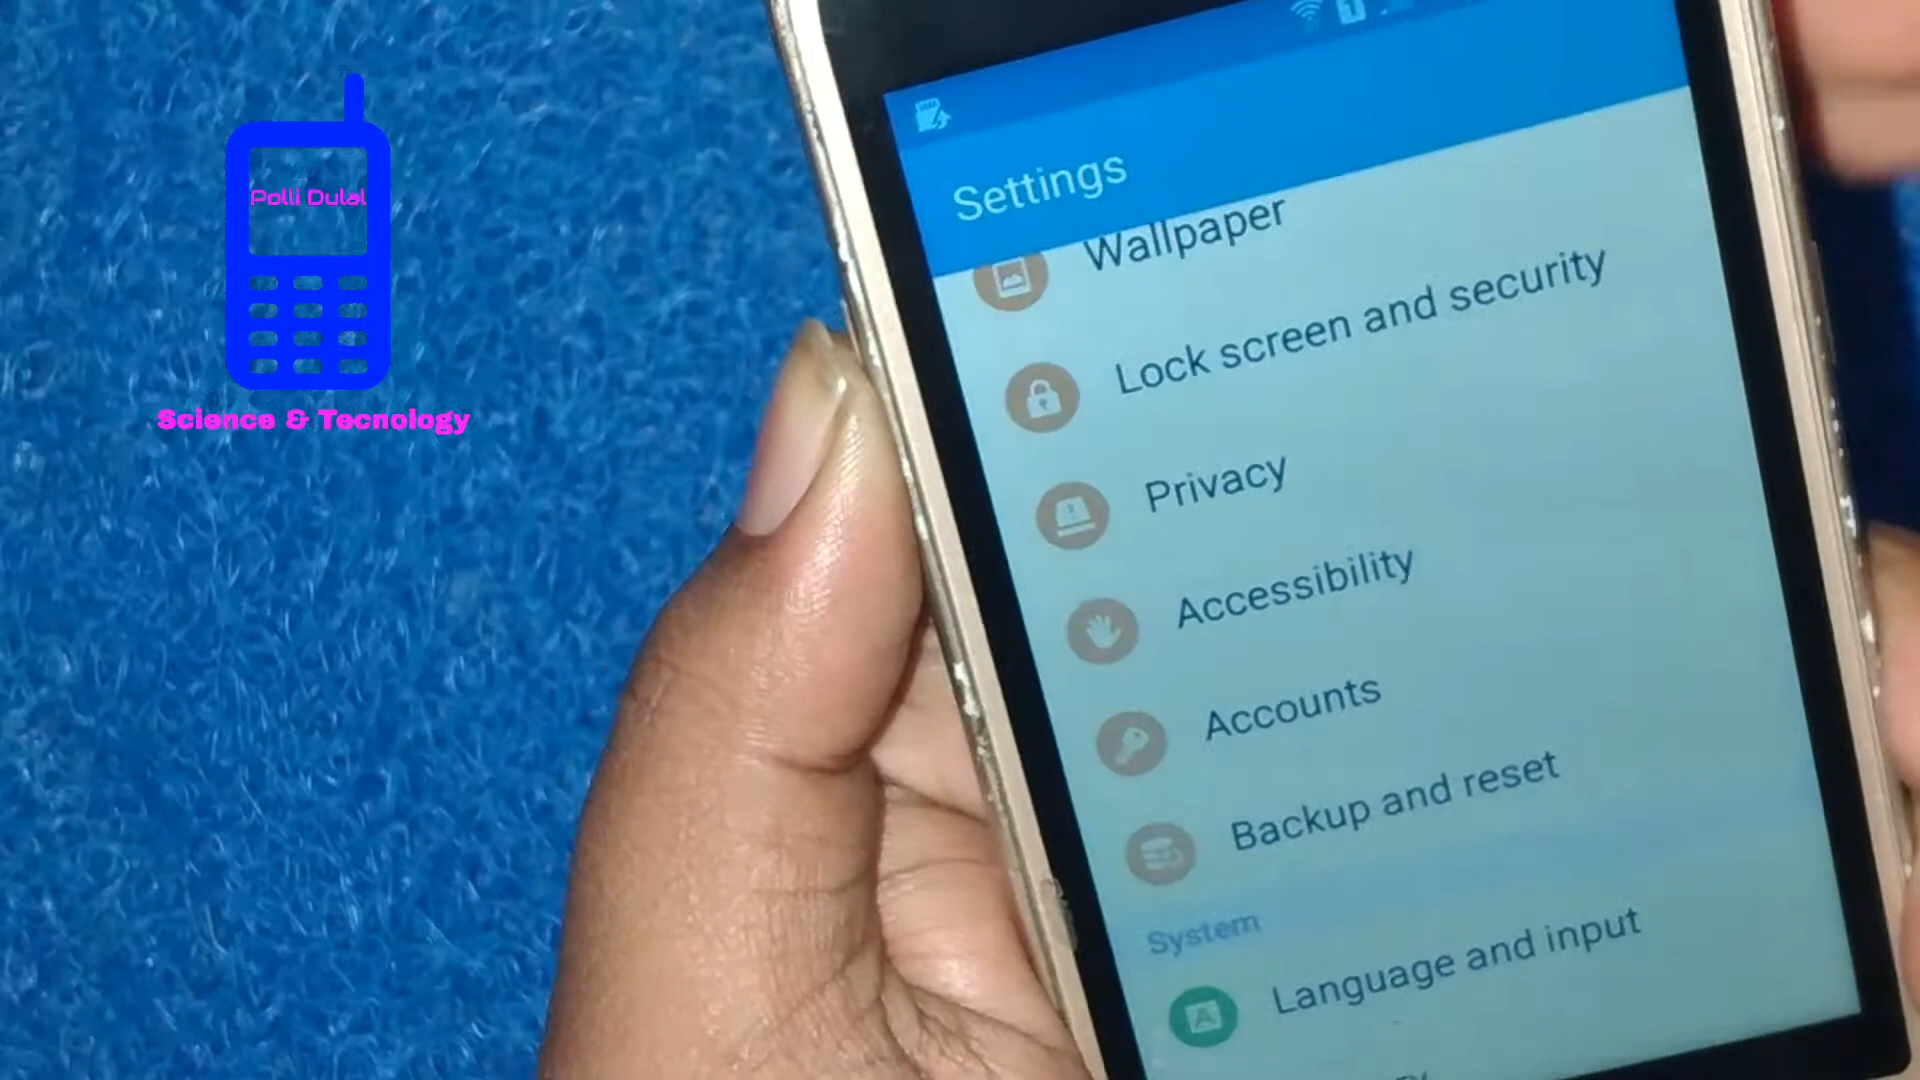 Polli Dulal
Science & Tecnology
Settings
Wallpaper
Lock screen and security
Privacy
Accessibility
Accounts
Backup and reset
System
Language and input